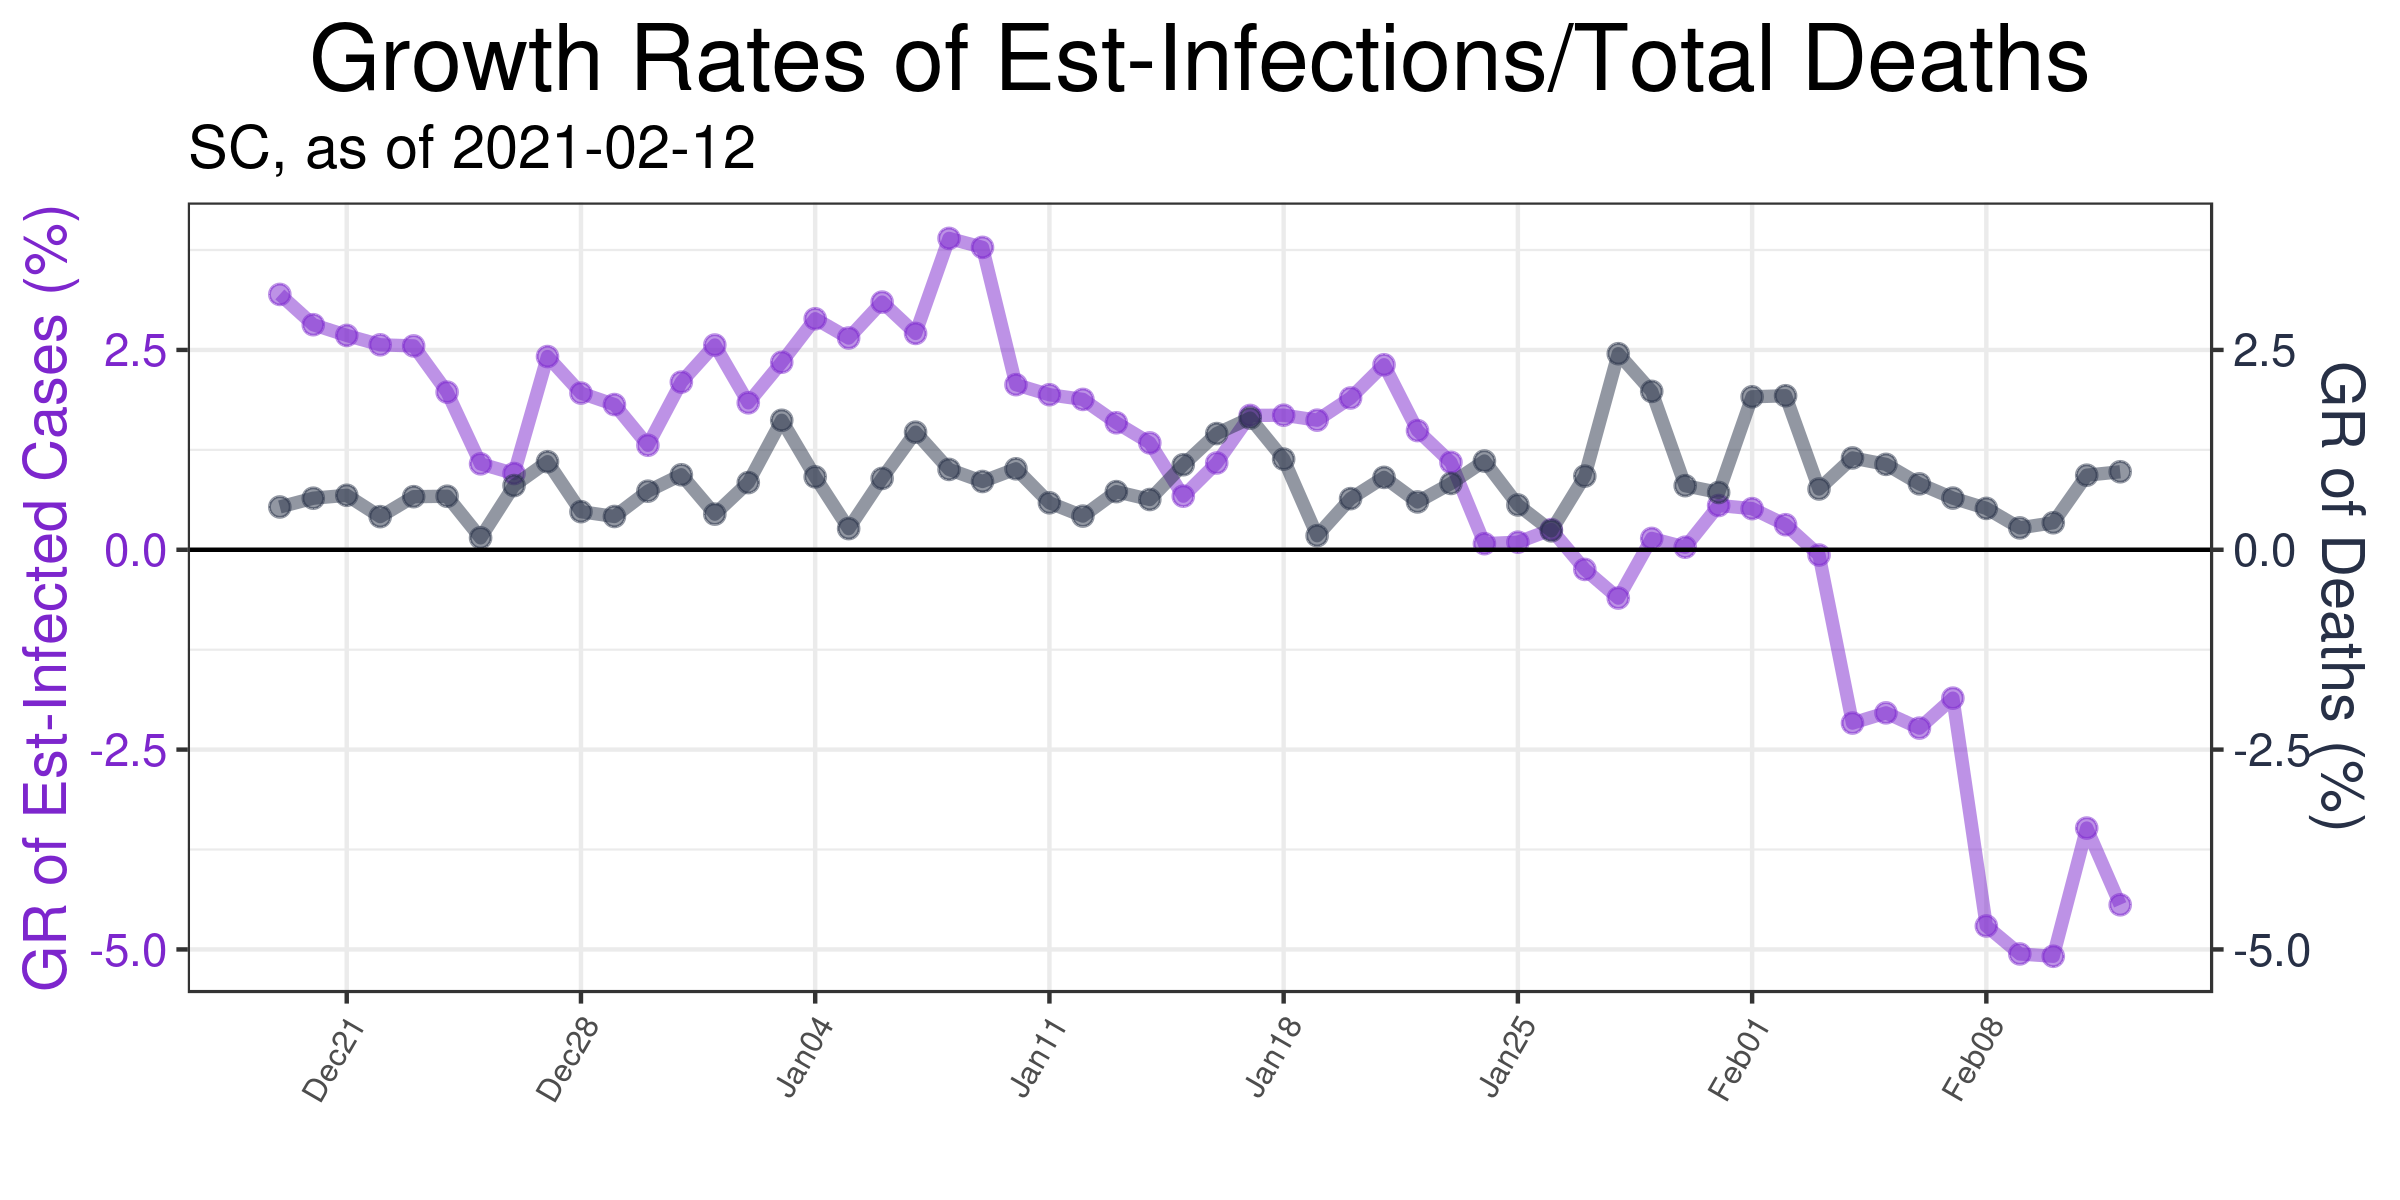 Growth Rates of Est-Infections/Total Deaths
SC, as of 2021-02-12
GR of Est-Infected Cases (%)
2.5
0.0
-2.5
-5.0
2.5
0.0
-2.5
-5.0
GR of Deaths (%)
Dec21
Dec28
Jan04
Jan11
Jan18
Jan25
Feb01
Feb08